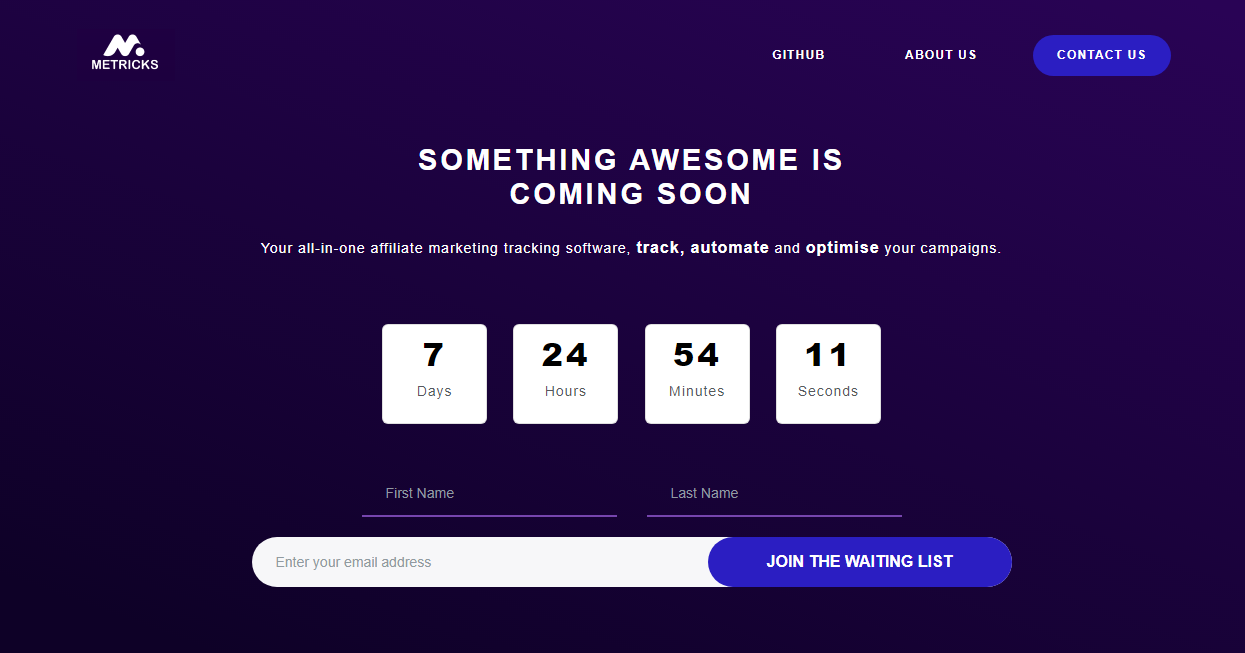 METRICKS
GITHUB
ABOUT US
CONTACT US
SOMETHING AWESOME IS
COMING SOON
Your all-in-one affiliate marketing tracking software, track, automate and optimise your campaigns.
7
Days
24
Hours
54
Minutes
11
Seconds
First Name
Last Name
Enter your email address
JOIN THE WAITING LIST